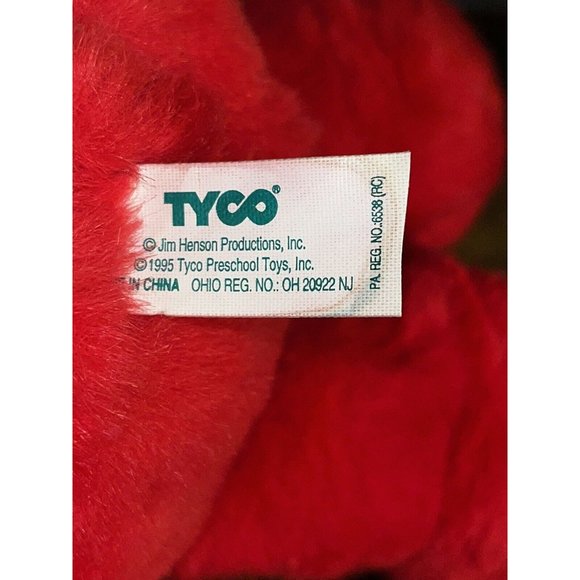 TYCO®
© Jim Henson Productions, Inc.
© 1995 Tyco Preschool Toys, Inc.
IN CHINA OHIO REG. NO.: OH 20922 NJ
PA. REG. NO.:6538 (RC)